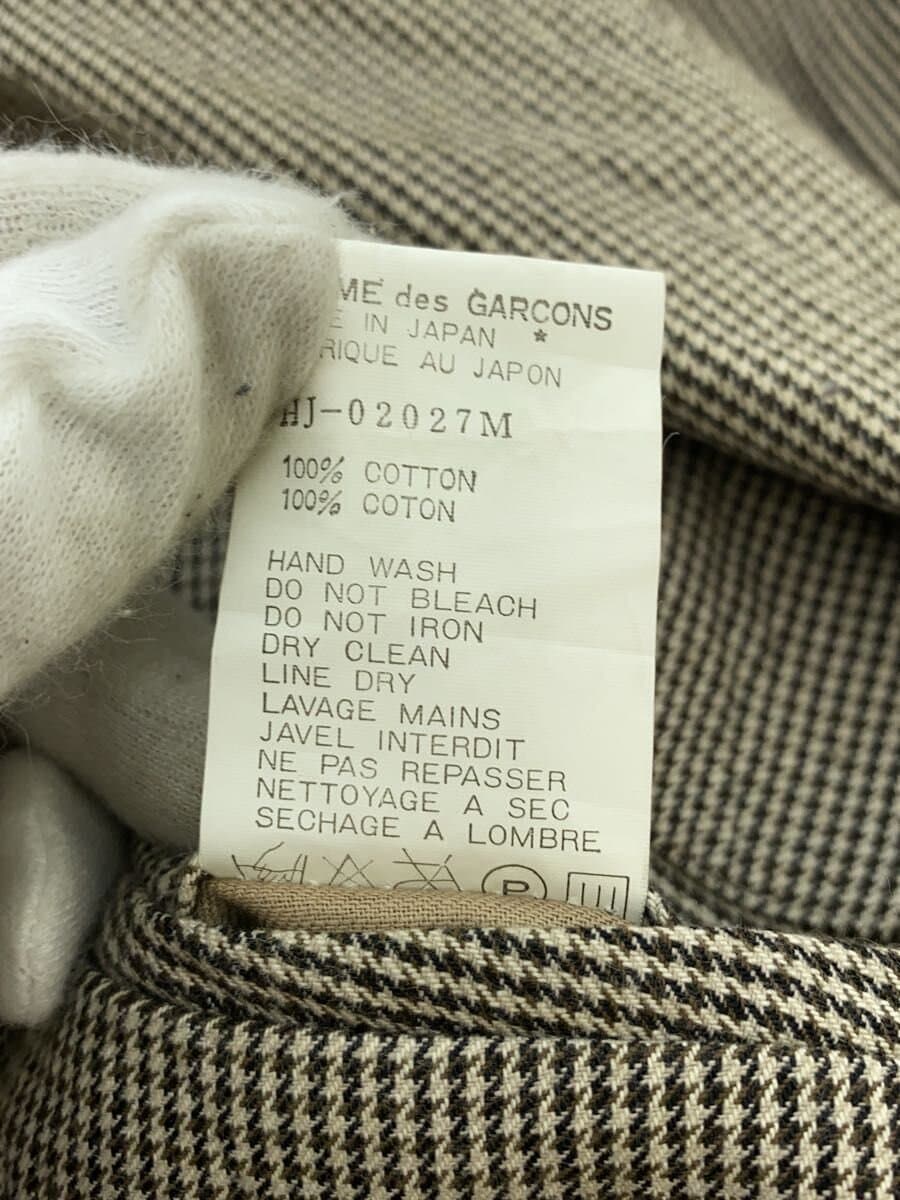 ME des GARCONS
E IN JAPAN *
RIQUE AU JAPON
HJ-02027M
100% COTTON
100% COTON
HAND WASH
DO NOT BLEACH
DO NOT IRON
DRY CLEAN
LINE DRY
LAVAGE MAINS
JAVEL INTERDIT
NE PAS REPASSER
NETTOYAGE A SEC
SECHAGE A LOMBRE
P